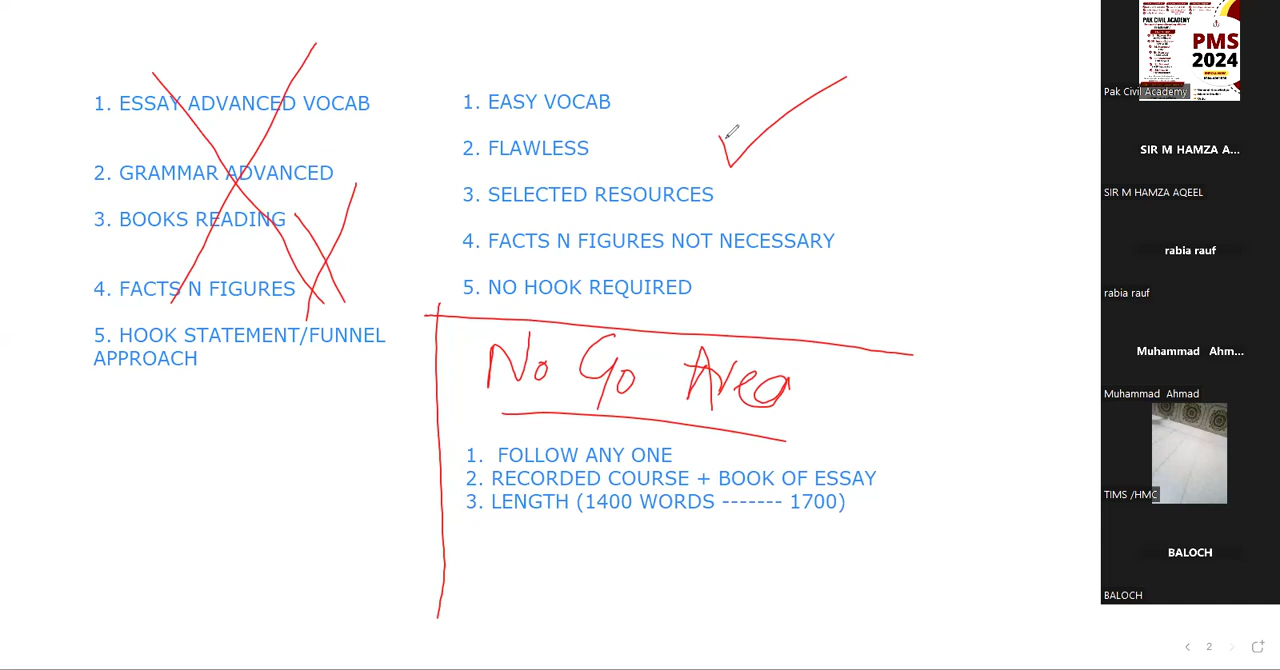 1. ESSAY ADVANCED VOCAB
2. GRAMMAR ADVANCED
3. BOOKS READING
4. FACTS N FIGURES
5. HOOK STATEMENT/FUNNEL
APPROACH
1. EASY VOCAB
2. FLAWLESS
3. SELECTED RESOURCES
4. FACTS N FIGURES NOT NECESSARY
5. NO HOOK REQUIRED
No Go Area
1. FOLLOW ANY ONE
2. RECORDED COURSE + BOOK OF ESSAY
3. LENGTH (1400 WORDS ------- 1700)
PAK CIVIL ACADEMY
PMS
2024
Pak Civil Academy
SIR M HAMZA A...
SIR M HAMZA AQEEL
rabia rauf
rabia rauf
Muhammad Ahm...
Muhammad Ahmad
TIMS /HMC
BALOCH
BALOCH
2